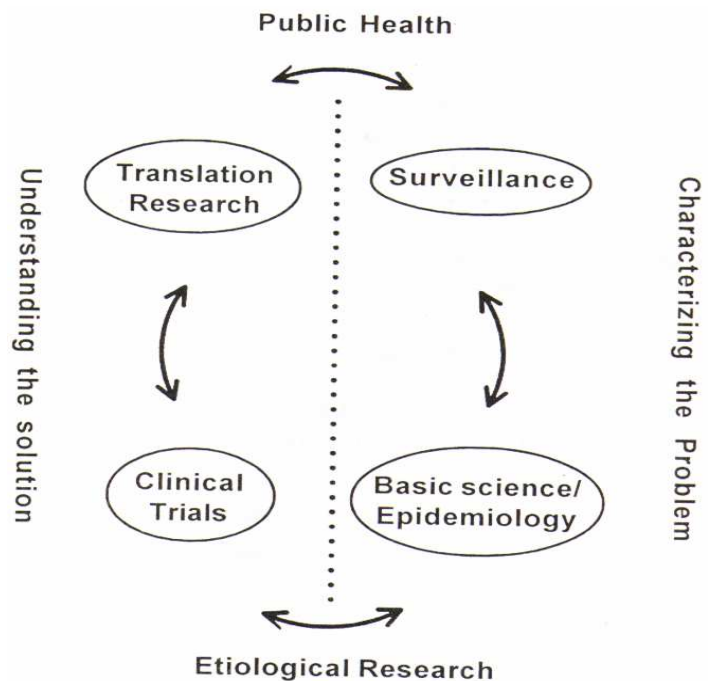 Public Health
Translation
Research
Surveillance
Understanding the solution
Characterizing the Problem
Clinical
Trials
Basic science/
Epidemiology
Etiological Research